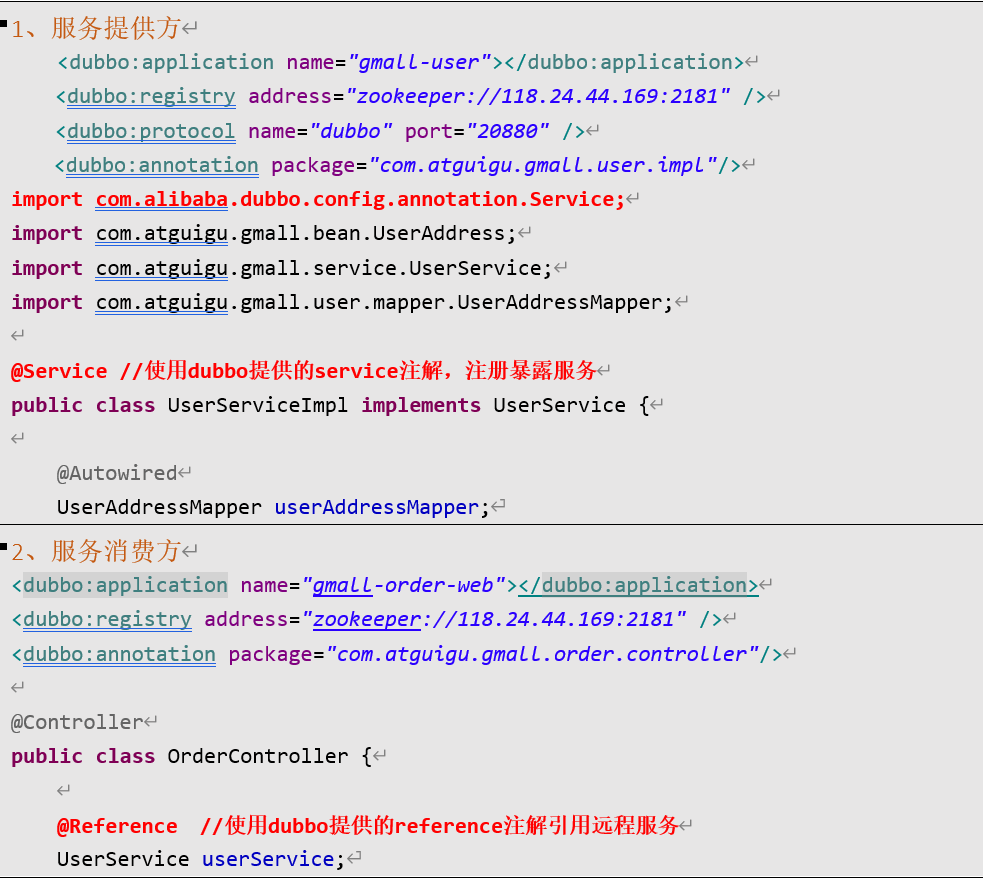 1、服务提供方↵
<dubbo:application name="gmall-user"></dubbo:application>↵
<dubbo:registry address="zookeeper://118.24.44.169:2181" />↵
<dubbo:protocol name="dubbo" port="20880" />↵
<dubbo:annotation package="com.atguigu.gmall.user.impl"/>↵
import com.alibaba.dubbo.config.annotation.Service;↵
import com.atguigu.gmall.bean.UserAddress;↵
import com.atguigu.gmall.service.UserService;↵
import com.atguigu.gmall.user.mapper.UserAddressMapper;↵
↵
@Service //使用dubbo提供的service注解，注册暴露服务↵
public class UserServiceImpl implements UserService {↵
↵
@Autowired↵
UserAddressMapper userAddressMapper;↵
2、服务消费方↵
<dubbo:application name="gmall-order-web"></dubbo:application>↵
<dubbo:registry address="zookeeper://118.24.44.169:2181" />↵
<dubbo:annotation package="com.atguigu.gmall.order.controller"/>↵
↵
@Controller↵
public class OrderController {↵
↵
@Reference //使用dubbo提供的reference注解引用远程服务↵
UserService userService;↵